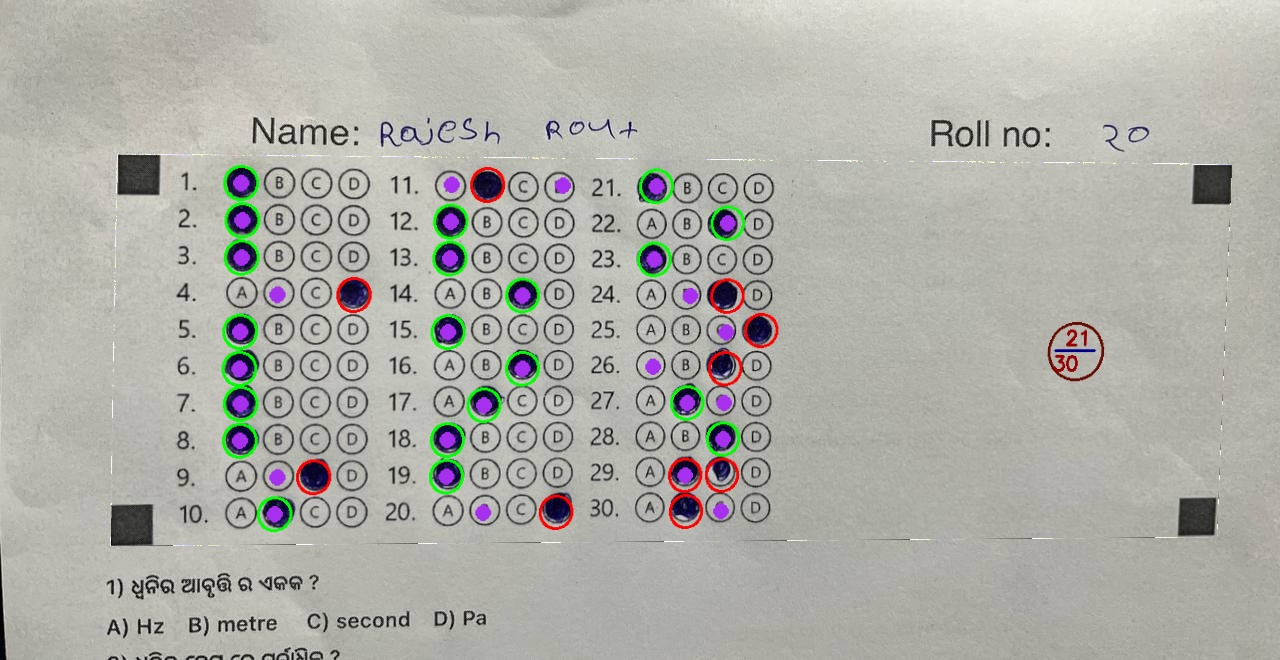 Name: Rajesh Rout Roll no: 20
1. B C D 11. C 21. B C D
2. B C D 12. B C D 22. A B D
3. B C D 13. B C D 23. B C D
4. A C 14. A B D 24. A D
5. B C D 15. B C D 25. A B
6. B C D 16. A B D 26. B D
7. B C D 17. A C D 27. A D
8. B C D 18. B C D 28. A B D
9. A D 19. B C D 29. A D
10. A C D 20. A C 30. A D
21
30
1) ଧ୍ୱନିର ଆବୃତ୍ତି ର ଏକକ ?
A) Hz B) metre C) second D) Pa